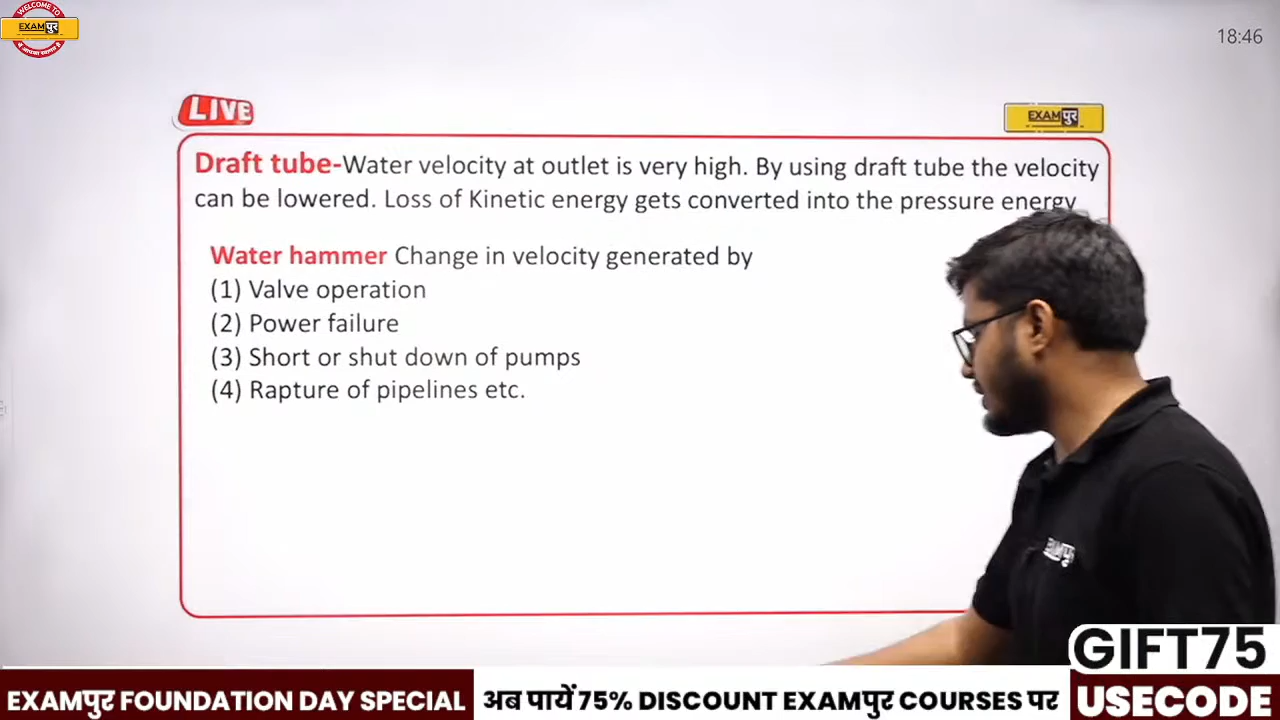 WELCOME TO
EXAMपुर
18:46
LIVE
EXAMपुर
Draft tube-Water velocity at outlet is very high. By using draft tube the velocity
can be lowered. Loss of Kinetic energy gets converted into the pressure energy
Water hammer Change in velocity generated by
(1) Valve operation
(2) Power failure
(3) Short or shut down of pumps
(4) Rapture of pipelines etc.
EXAMपुर
GIFT75
USECODE
EXAMपुर FOUNDATION DAY SPECIAL
अब पायें 75% DISCOUNT EXAMपुर COURSES पर